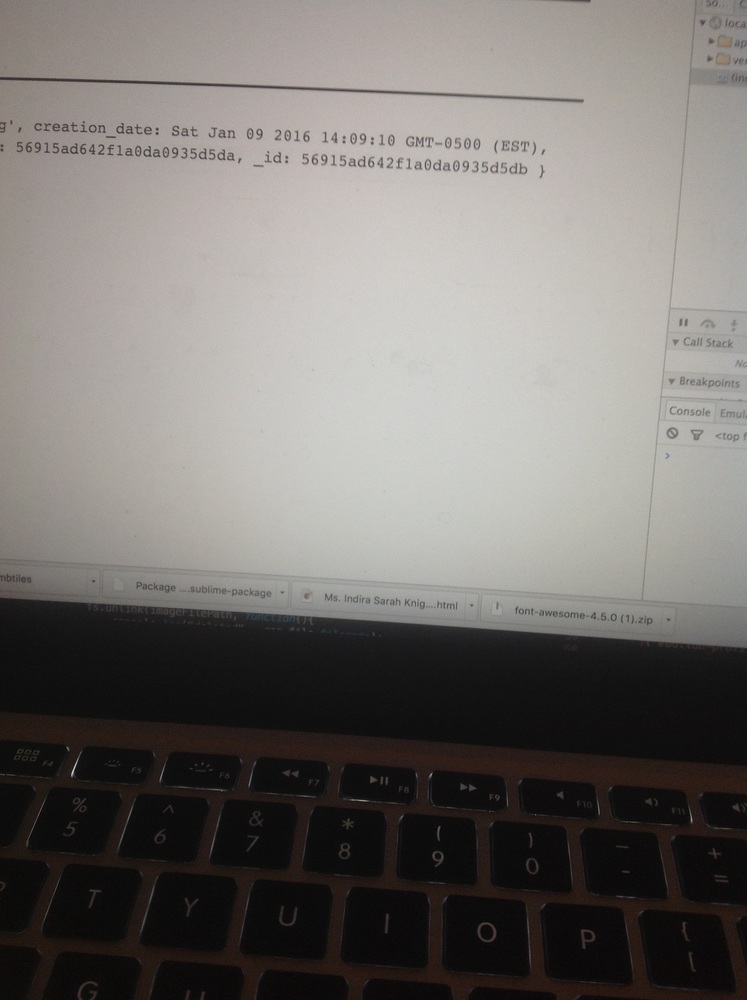 So...
loca
ap
ve
(in
g', creation_date: Sat Jan 09 2016 14:09:10 GMT-0500 (EST),
: 56915ad642f1a0da0935d5da, _id: 56915ad642f1a0da0935d5db }
Call Stack
No
Breakpoints
Console Emul
<top f
>
mbtiles
Package ....sublime-package
Ms. Indira Sarah Knig....html
font-awesome-4.5.0 (1).zip
fs.unlink(imageFilePath, function(){
F4 F5 F6 F7 F8 F9 F10 F11
% ^ & * ( ) — +
5 6 7 8 9 0 - =
T Y U I O P { [
G